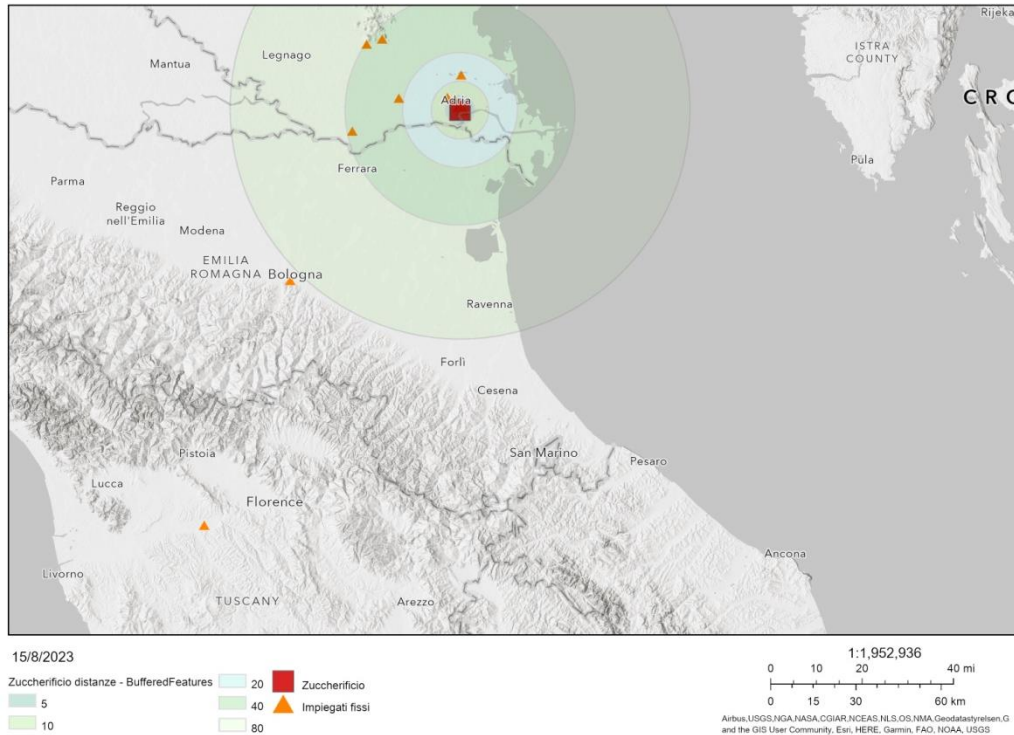 Rijeka
ISTRA
COUNTY
Legnago
Mantua
CRO
Adria
Pula
Ferrara
Parma
Reggio
nell'Emilia
Modena
EMILIA
ROMAGNA
Bologna
Ravenna
Forlì
Cesena
San Marino
Pesaro
Pistoia
Lucca
Florence
Ancona
Livorno
TUSCANY
Arezzo
15/8/2023
Zuccherificio distanze - BufferedFeatures
5
10
20
40
80
Zuccherificio
Impiegati fissi
1:1,952,936
0 10 20 40 mi
0 15 30 60 km
Airbus,USGS,NGA,NASA,CGIAR,NCEAS,NLS,OS,NMA,Geodatastyrelsen,G
and the GIS User Community, Esri, HERE, Garmin, FAO, NOAA, USGS